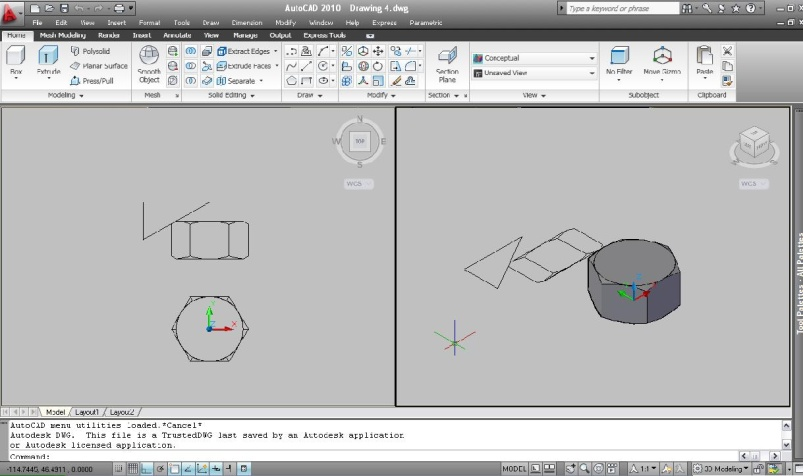 AutoCAD 2010 Drawing 4.dwg
Type a keyword or phrase
File Edit View Insert Format Tools Draw Dimension Modify Window Help Express Parametric
Home Mesh Modeling Render Insert Annotate View Manage Output Express Tools
Box Extrude Polysolid Planar Surface Press/Pull
Smooth Object
Extract Edges Extrude Faces Separate
Section Plane
Conceptual
Unsaved View
No Filter Move Gizmo
Paste
Modeling Mesh Solid Editing Draw Modify Section View Subobject Clipboard
N
W TOP E
S
WCS
WCS
X
Tool Palettes - All Palettes
Model Layout1 Layout2
AutoCAD menu utilities loaded.*Cancel*
Autodesk DWG. This file is a TrustedDWG last saved by an Autodesk application
or Autodesk licensed application.
Command:
-114.7445, 46.4911, 0.0000
MODEL
1:1
3D Modeling